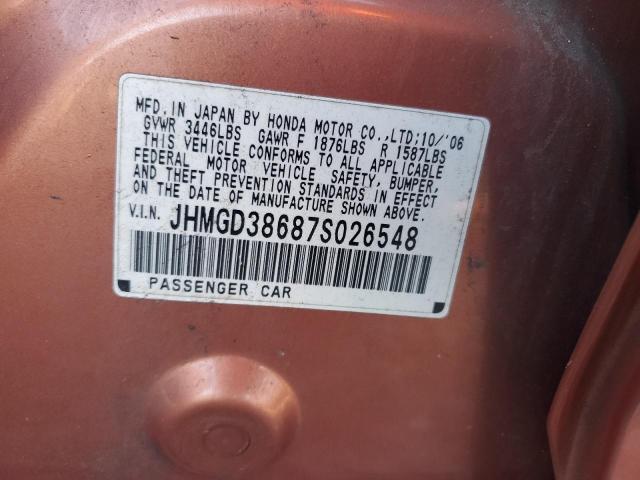 MFD. IN JAPAN BY HONDA MOTOR CO.,LTD;10/'06
GVWR 3446LBS GAWR F 1876LBS R 1587LBS
THIS VEHICLE CONFORMS TO ALL APPLICABLE
FEDERAL MOTOR VEHICLE SAFETY, BUMPER,
AND THEFT PREVENTION STANDARDS IN EFFECT
ON THE DATE OF MANUFACTURE SHOWN ABOVE.
V.I.N. JHMGD38687S026548
PASSENGER CAR